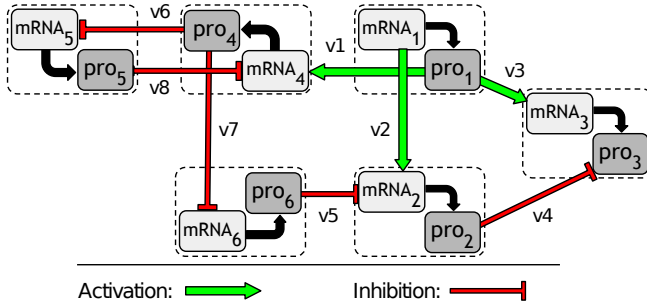 v6
mRNA5
pro5
v8
pro4
mRNA4
v1
mRNA1
pro1
v3
mRNA3
pro3
v7
v2
pro6
mRNA6
v5
mRNA2
pro2
v4
Activation:
Inhibition: